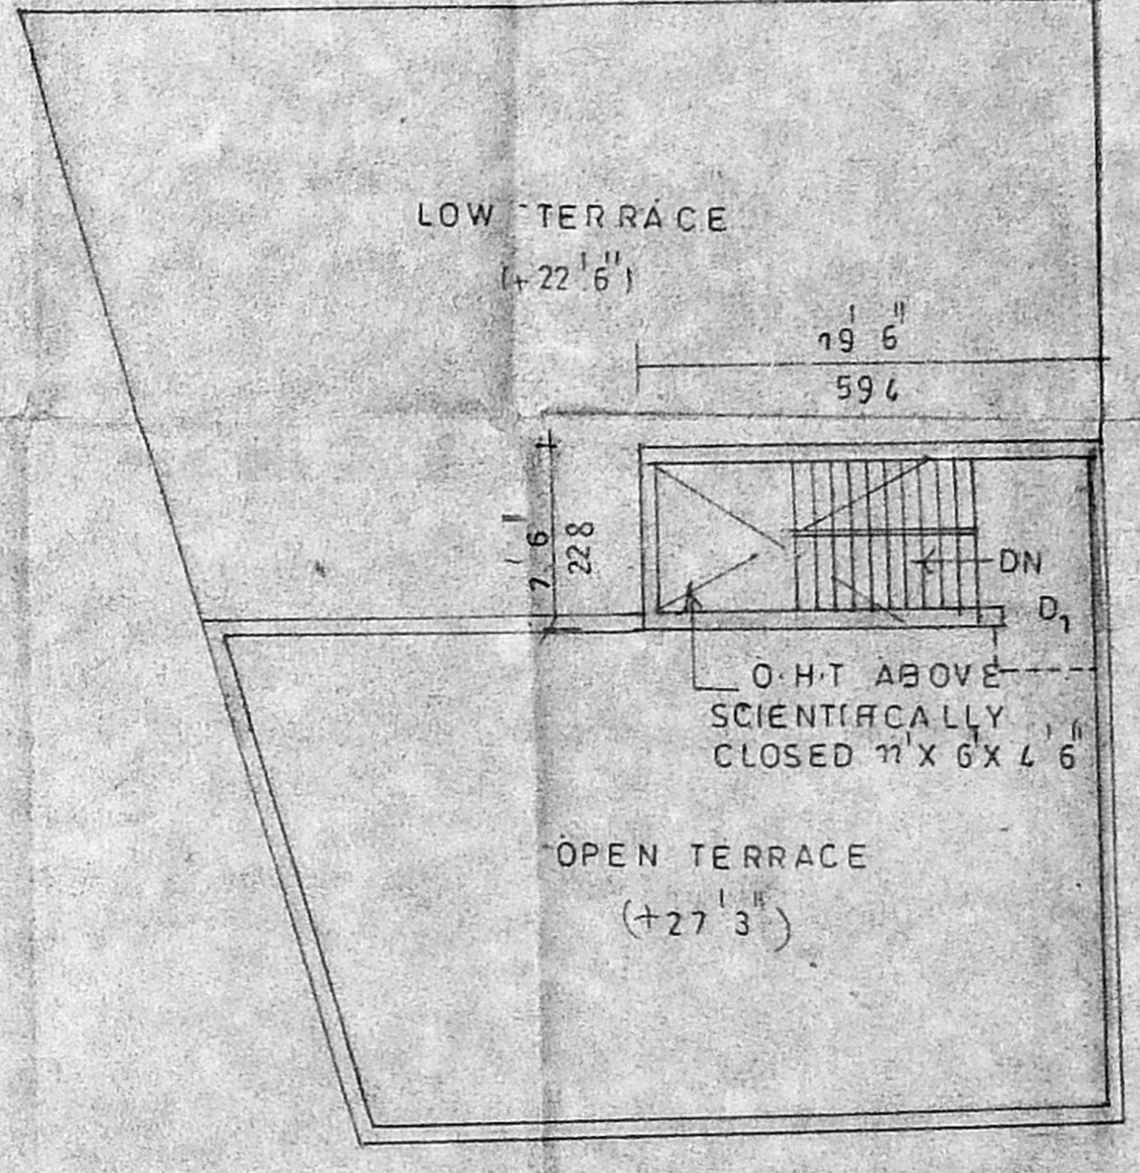 LOW TERRACE
(+22'6")
19'6"
594
7'6"
228
DN
D1
O.H.T ABOVE
SCIENTIFICALLY
CLOSED 11'X 6'X 4'6"
OPEN TERRACE
(+27'3")